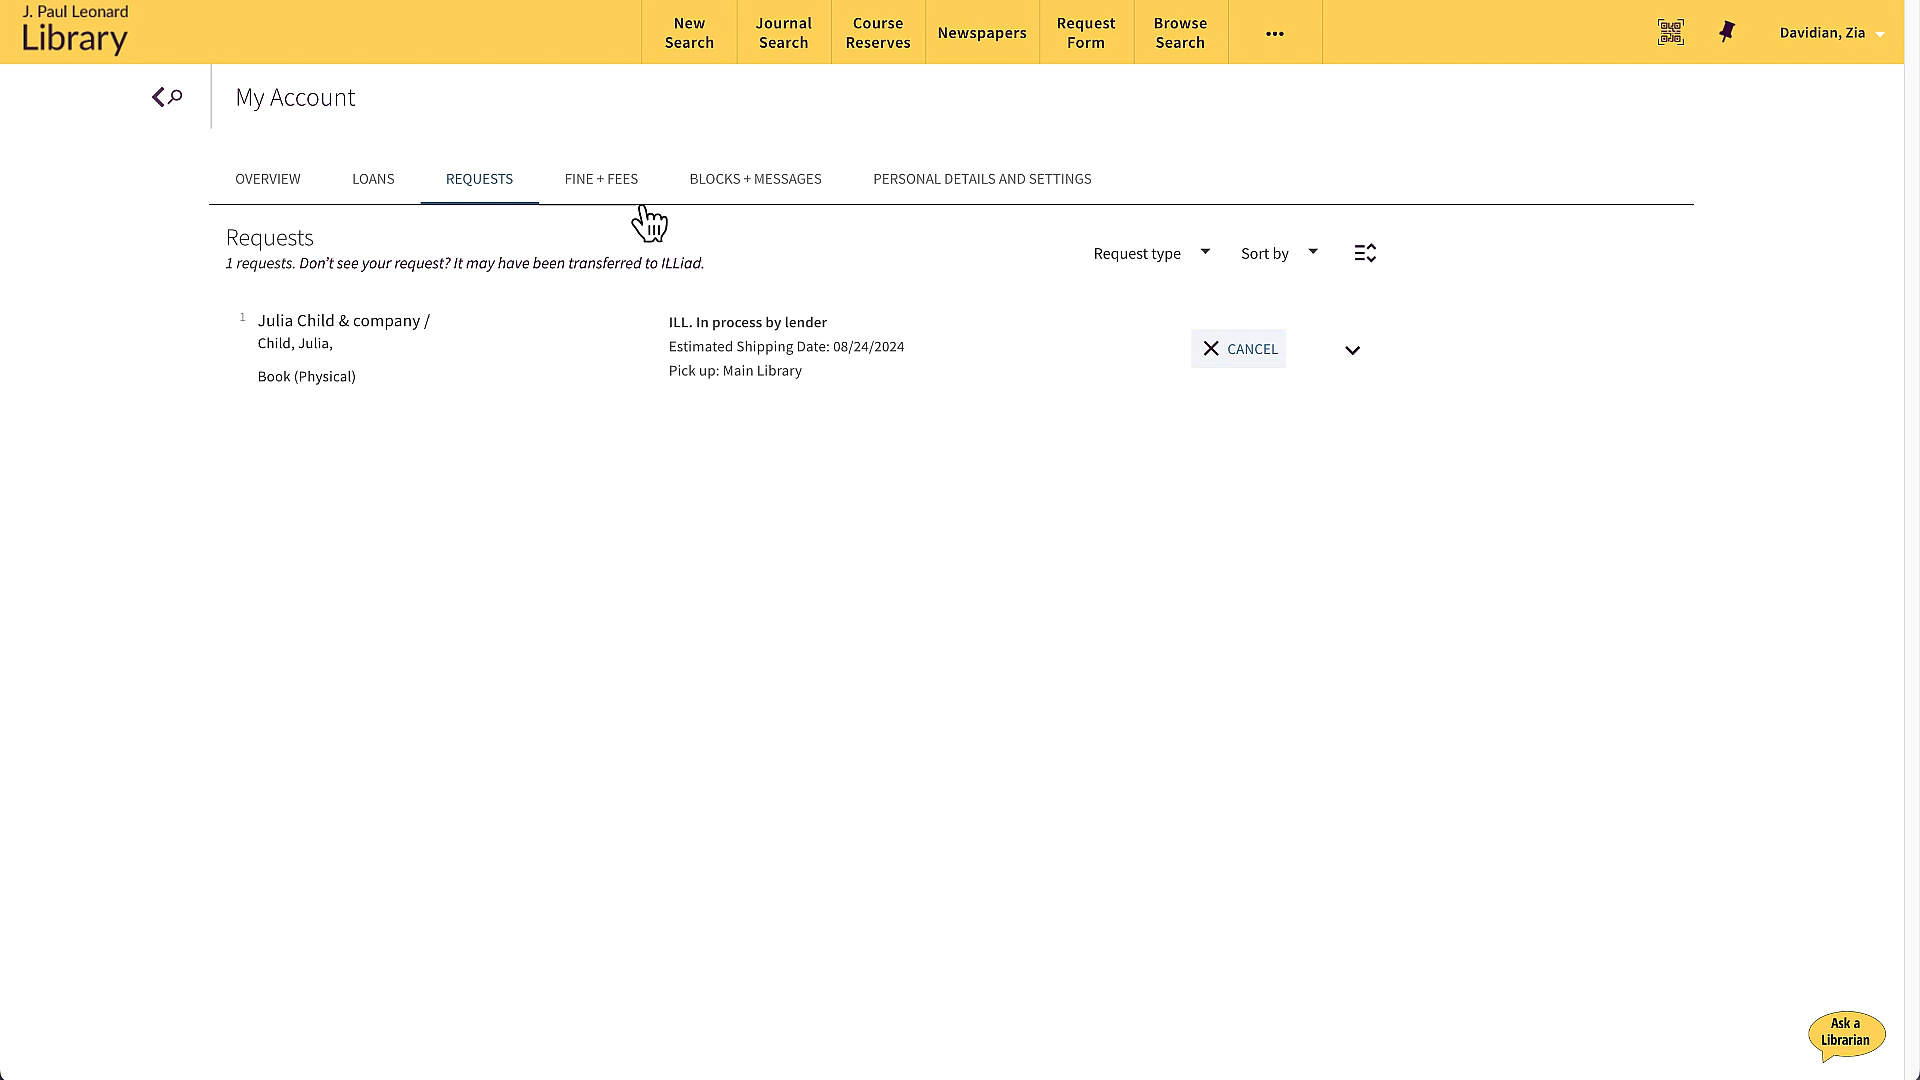 J. Paul Leonard
Library
New
Search
Journal
Search
Course
Reserves
Newspapers
Request
Form
Browse
Search
•••
Davidian, Zia
My Account
OVERVIEW
LOANS
REQUESTS
FINE + FEES
BLOCKS + MESSAGES
PERSONAL DETAILS AND SETTINGS
Requests
1 requests. Don’t see your request? It may have been transferred to ILLiad.
Request type
Sort by
1
Julia Child & company /
Child, Julia,
Book (Physical)
ILL. In process by lender
Estimated Shipping Date: 08/24/2024
Pick up: Main Library
CANCEL
Ask a
Librarian